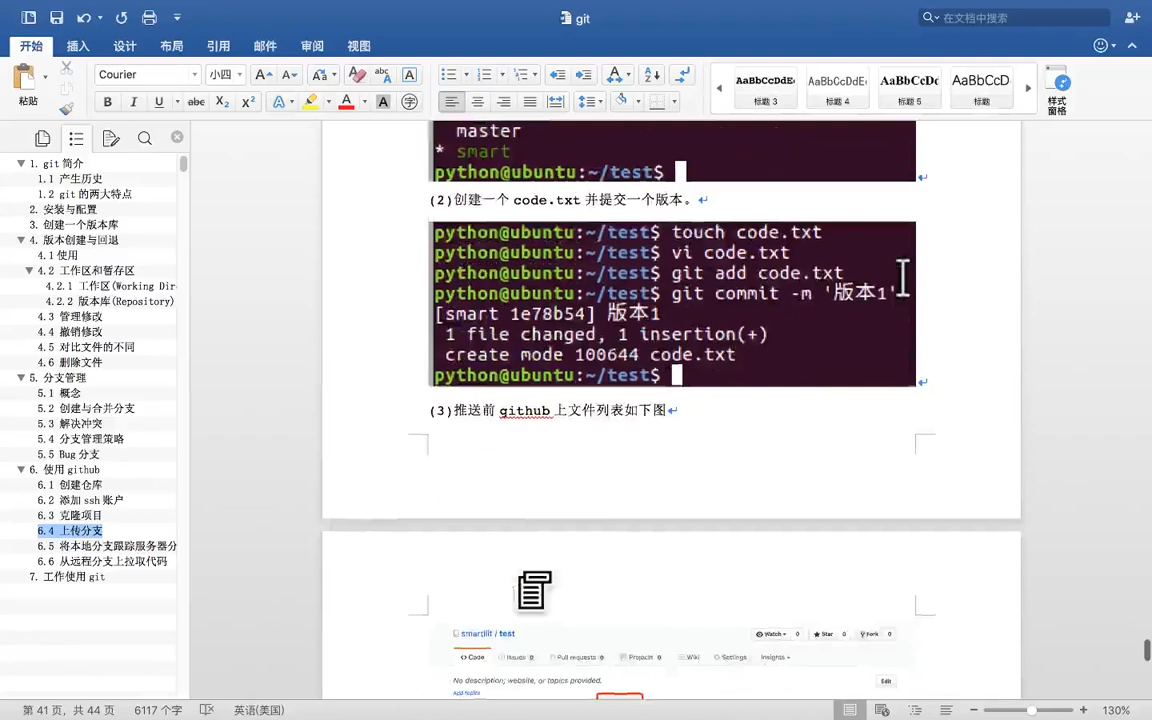 git
在文档中搜索
开始 插入 设计 布局 引用 邮件 审阅 视图
粘贴
Courier 小四
B I U abc X₂ X²
AaBbCcDdE AaBbCcDdE AaBbCcDc AaBbCcD
标题 3 标题 4 标题 5 标题
样式
窗格
1. git 简介
1.1 产生历史
1.2 git 的两大特点
2. 安装与配置
3. 创建一个版本库
4. 版本创建与回退
4.1 使用
4.2 工作区和暂存区
4.2.1 工作区(Working Dir
4.2.2 版本库(Repository)
4.3 管理修改
4.4 撤销修改
4.5 对比文件的不同
4.6 删除文件
5. 分支管理
5.1 概念
5.2 创建与合并分支
5.3 解决冲突
5.4 分支管理策略
5.5 Bug 分支
6. 使用 github
6.1 创建仓库
6.2 添加 ssh 账户
6.3 克隆项目
6.4 上传分支
6.5 将本地分支跟踪服务器分
6.6 从远程分支上拉取代码
7. 工作使用 git
master
* smart
python@ubuntu:~/test$
(2)创建一个 code.txt 并提交一个版本。
python@ubuntu:~/test$ touch code.txt
python@ubuntu:~/test$ vi code.txt
python@ubuntu:~/test$ git add code.txt
python@ubuntu:~/test$ git commit -m '版本1'
[smart 1e78b54] 版本1
1 file changed, 1 insertion(+)
create mode 100644 code.txt
python@ubuntu:~/test$
(3)推送前 github 上文件列表如下图
smartlit / test
Watch 0 Star 0 Fork 0
Code Issues 0 Pull requests 0 Projects 0 Wiki Settings Insights
No description, website, or topics provided.
Edit
Add topics
第 41 页，共 44 页 6117 个字 英语(美国) 130%